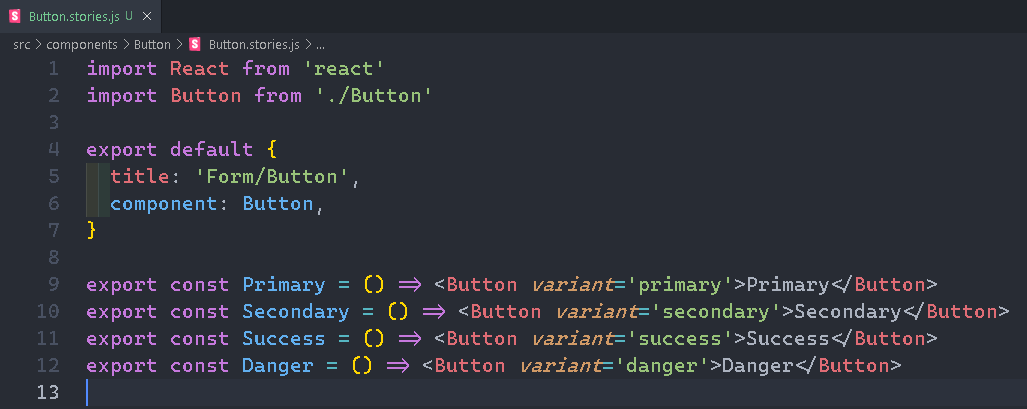 Button.stories.js U ×
src > components > Button > Button.stories.js > ...
1 import React from 'react'
2 import Button from './Button'
3
4 export default {
5 title: 'Form/Button',
6 component: Button,
7 }
8
9 export const Primary = () => <Button variant='primary'>Primary</Button>
10 export const Secondary = () => <Button variant='secondary'>Secondary</Button>
11 export const Success = () => <Button variant='success'>Success</Button>
12 export const Danger = () => <Button variant='danger'>Danger</Button>
13